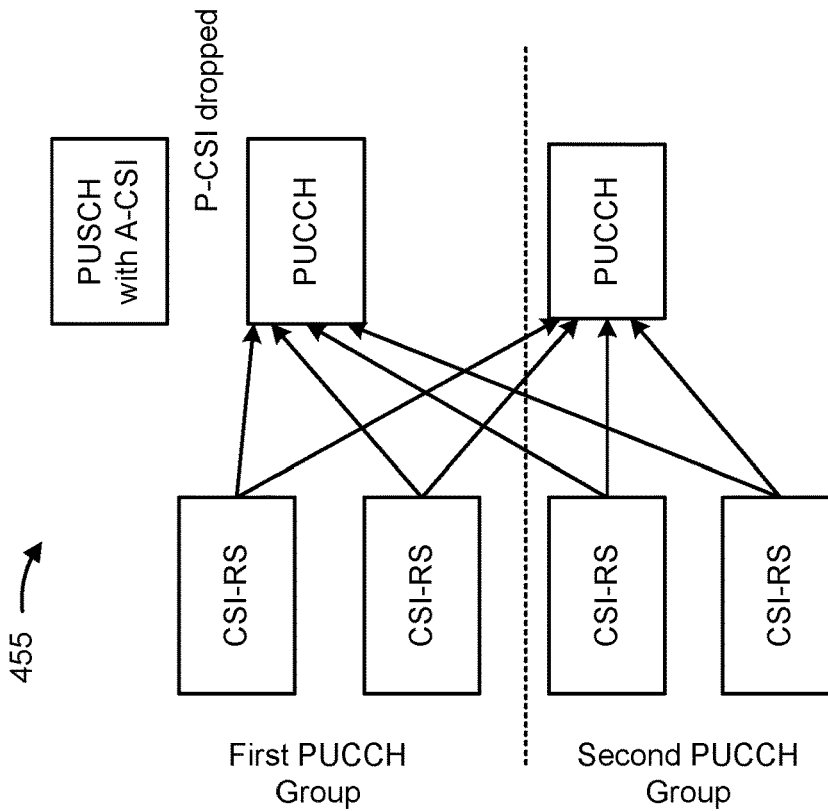 455
PUSCH
with A-CSI
P-CSI dropped
CSI-RS
PUCCH
CSI-RS
First PUCCH
Group
CSI-RS
PUCCH
CSI-RS
Second PUCCH
Group